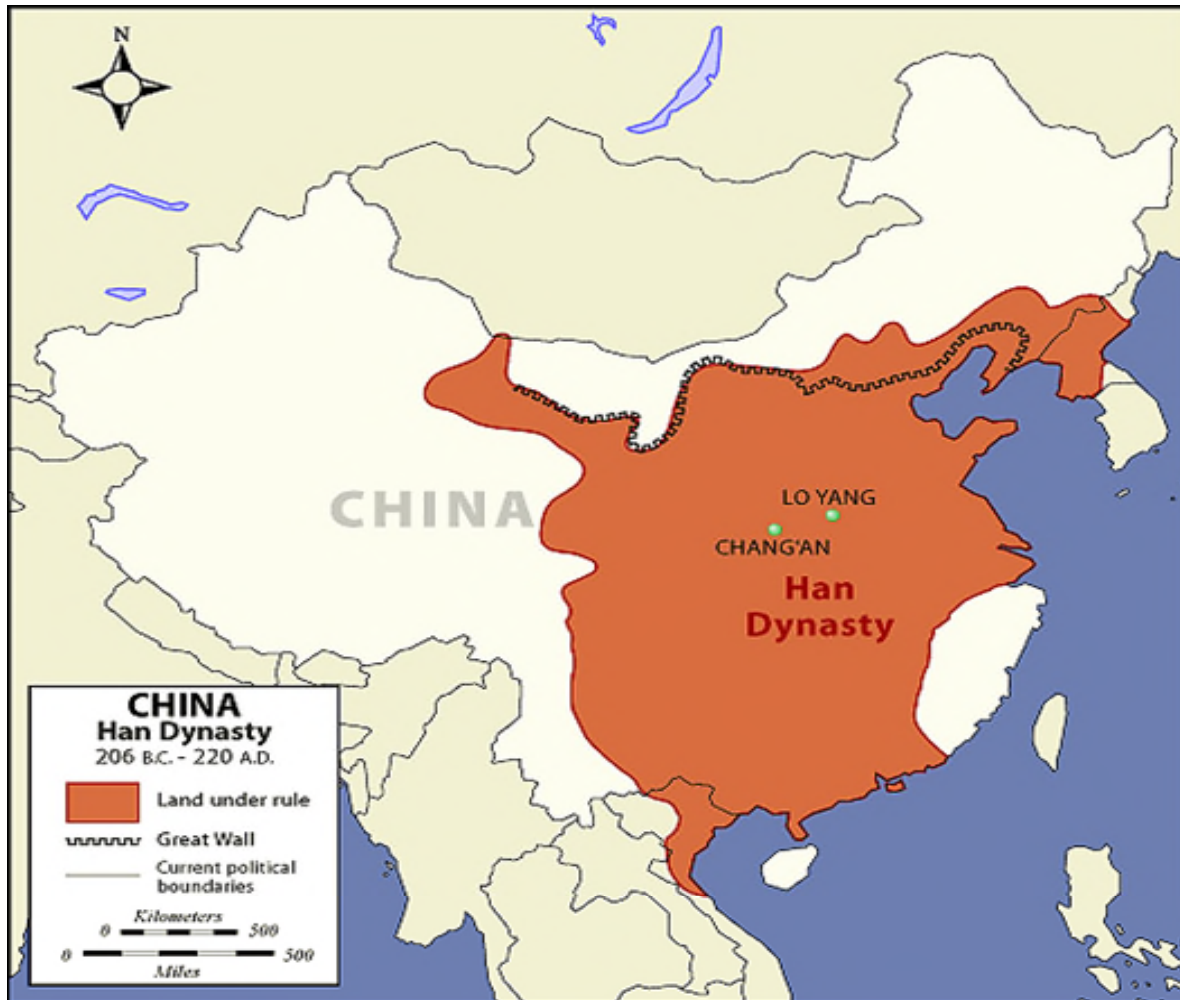 N
CHINA
LO YANG
CHANG'AN
Han
Dynasty
CHINA
Han Dynasty
206 B.C. - 220 A.D.
Land under rule
Great Wall
Current political
boundaries
Kilometers
0 500
0 500
Miles